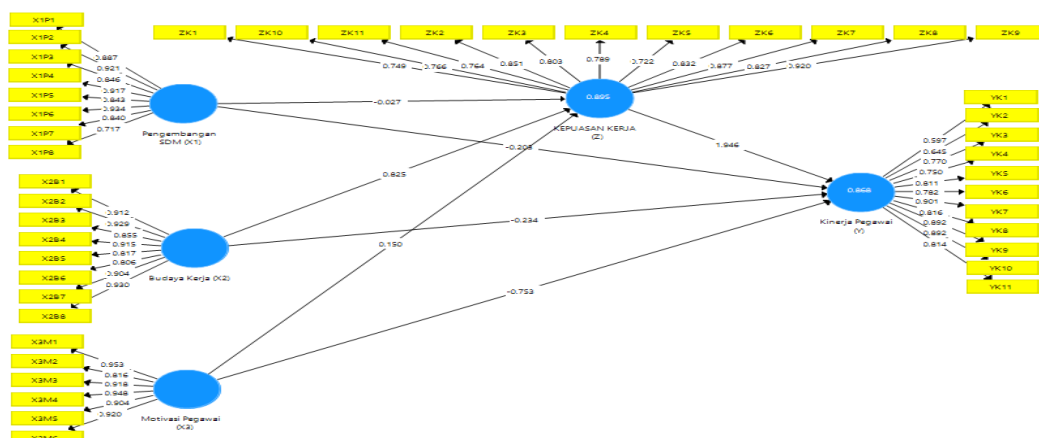 X1P1
X1P2
X1P3
X1P4
X1P5
X1P6
X1P7
X1P8
0.887
0.921
0.846
0.917
0.843
0.934
0.840
0.717
Pengembangan
SDM (X1)
ZK1
ZK10
ZK11
ZK2
ZK3
ZK4
ZK5
ZK6
ZK7
ZK8
ZK9
0.749
0.766
0.764
0.851
0.803
0.789
0.722
0.832
0.877
0.827
0.920
0.895
KEPUASAN KERJA
(Z)
-0.027
0.825
0.150
1.946
-0.234
-0.753
X2B1
X2B2
X2B3
X2B4
X2B5
X2B6
X2B7
X2B8
0.912
0.929
0.855
0.915
0.817
0.806
0.904
0.930
Budaya Kerja (X2)
X3M1
X3M2
X3M3
X3M4
X3M5
0.953
0.816
0.918
0.948
0.904
0.920
Motivasi Pegawai
(X3)
0.868
Kinerja Pegawai
(Y)
0.597
0.645
0.770
0.750
0.811
0.782
0.901
0.816
0.892
0.892
0.814
YK1
YK2
YK3
YK4
YK5
YK6
YK7
YK8
YK9
YK10
YK11